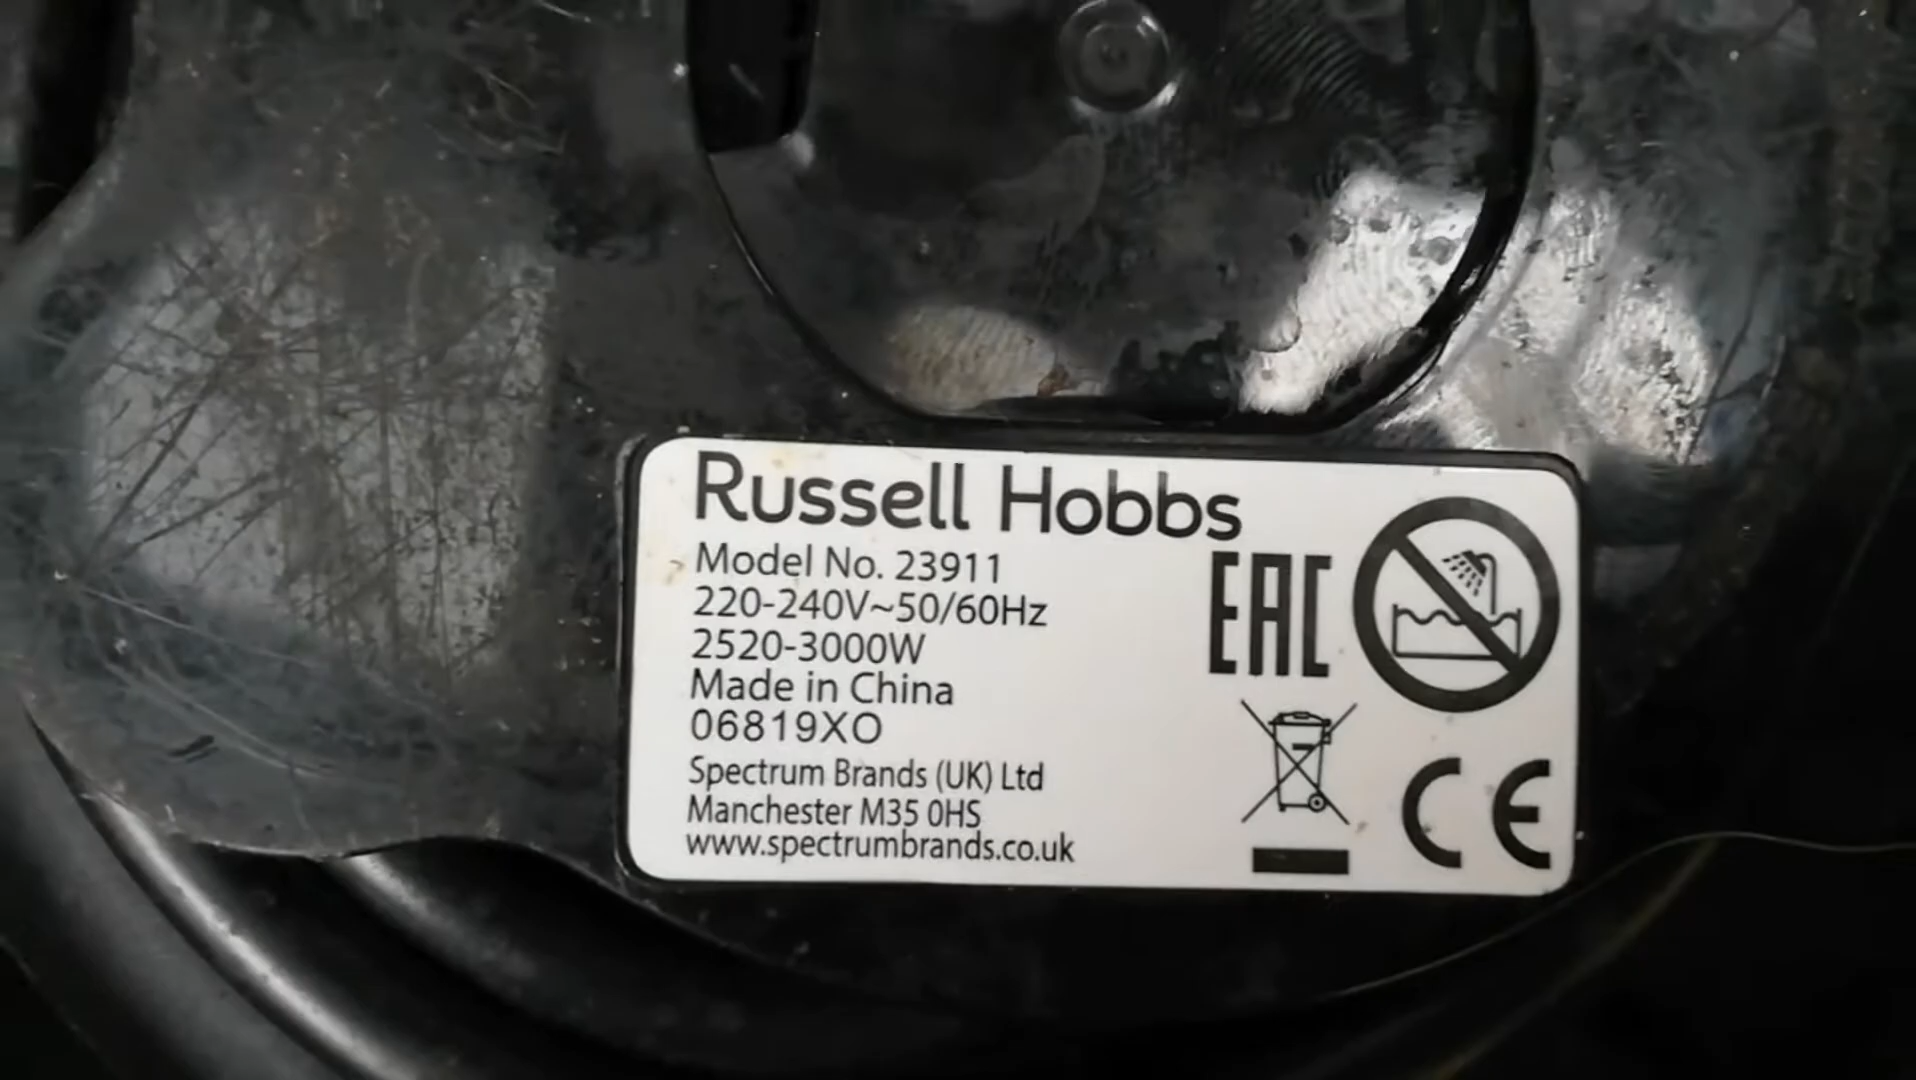 Russell Hobbs
Model No. 23911
220-240V~50/60Hz
2520-3000W
Made in China
06819XO
Spectrum Brands (UK) Ltd
Manchester M35 0HS
www.spectrumbrands.co.uk
EAC
CE